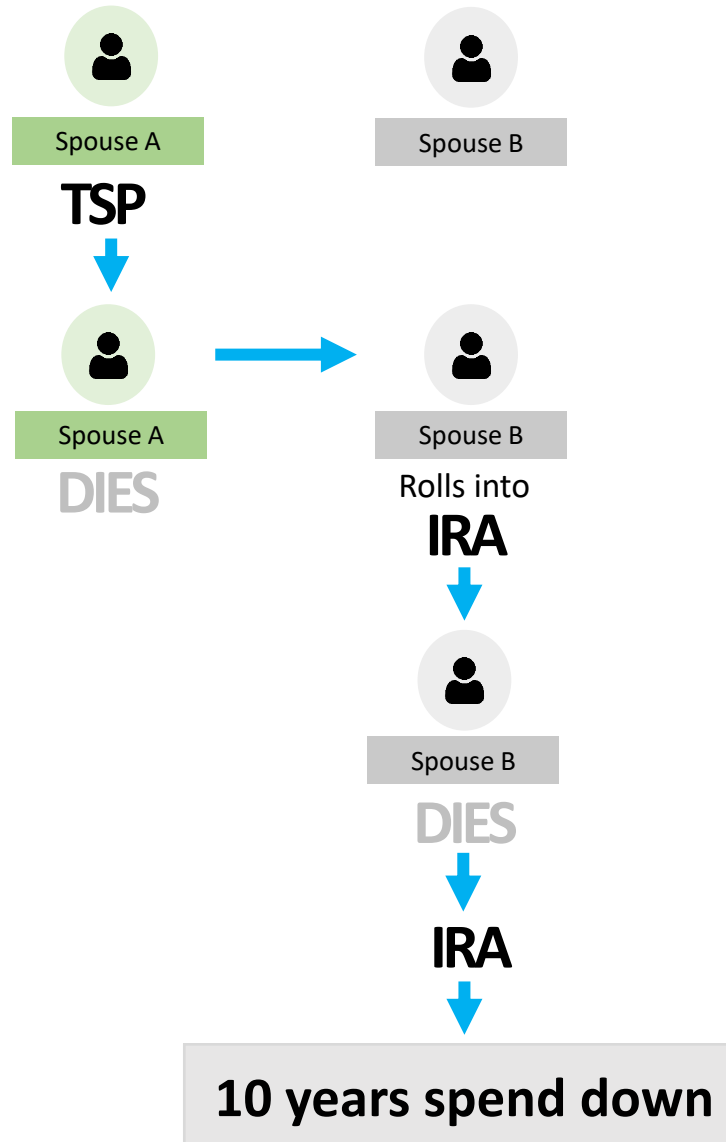 Spouse A
Spouse B
TSP
Spouse A
Spouse B
DIES
Rolls into
IRA
Spouse B
DIES
IRA
10 years spend down